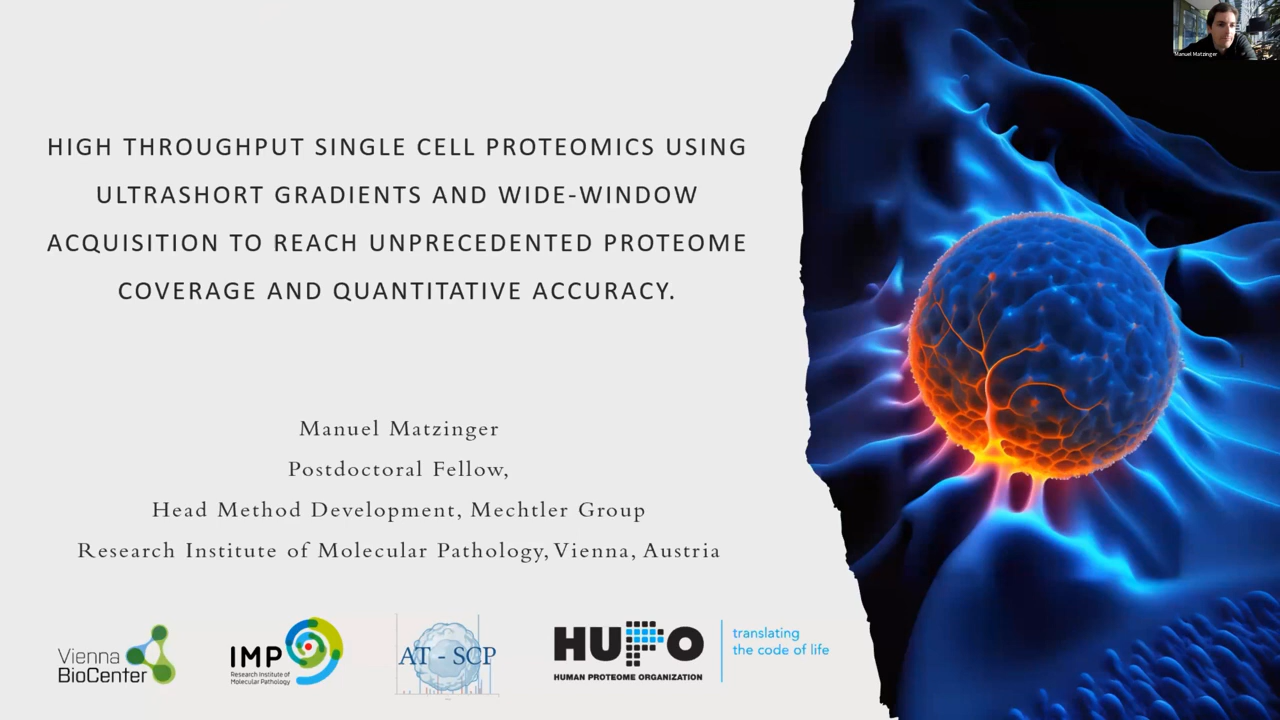 Manuel Matzinger
HIGH THROUGHPUT SINGLE CELL PROTEOMICS USING
ULTRASHORT GRADIENTS AND WIDE-WINDOW
ACQUISITION TO REACH UNPRECEDENTED PROTEOME
COVERAGE AND QUANTITATIVE ACCURACY.
Manuel Matzinger
Postdoctoral Fellow,
Head Method Development, Mechtler Group
Research Institute of Molecular Pathology, Vienna, Austria
Vienna
BioCenter
IMP
Research Institute of
Molecular Pathology
AT - SCP
HUPO
HUMAN PROTEOME ORGANIZATION
translating
the code of life